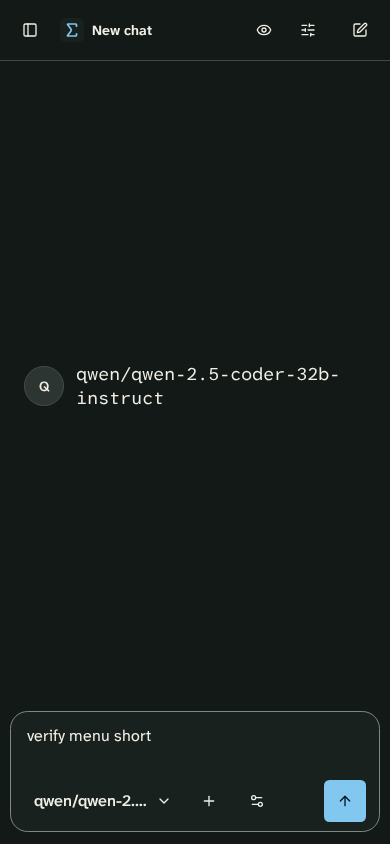 Σ New chat
Q
qwen/qwen-2.5-coder-32b-
instruct
verify menu short
qwen/qwen-2....